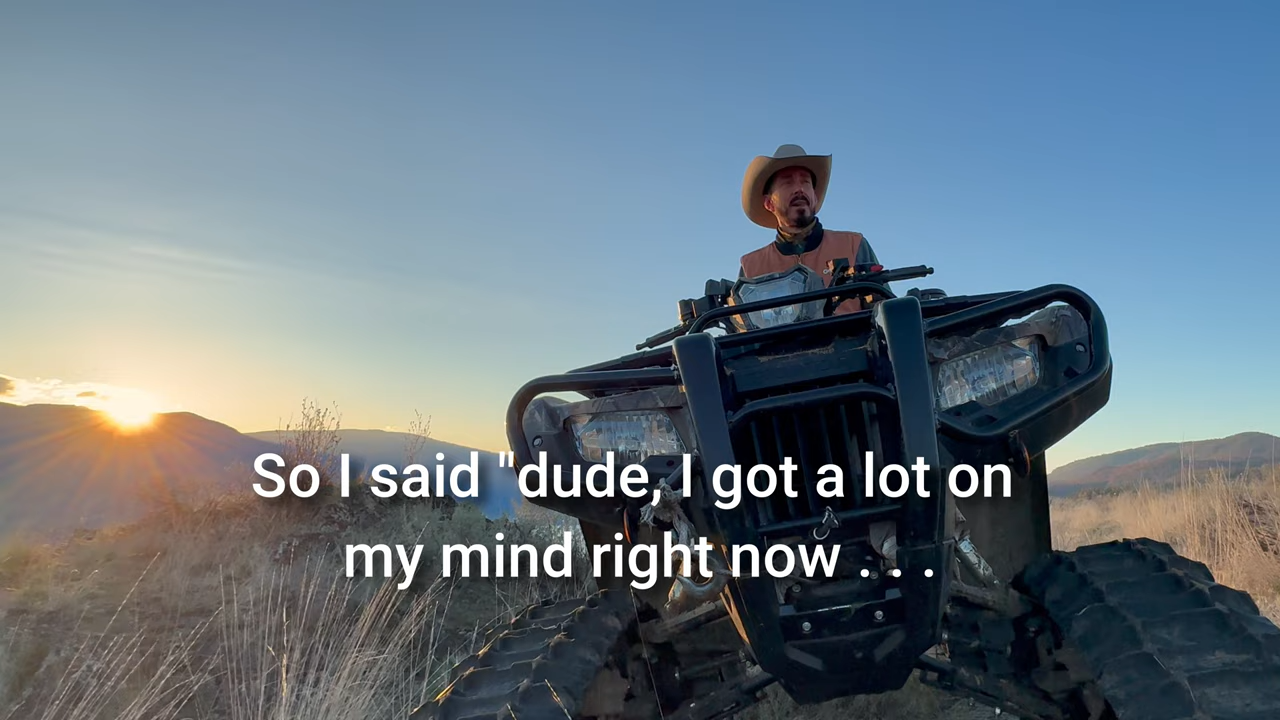 So I said "dude, I got a lot on
my mind right now . . .